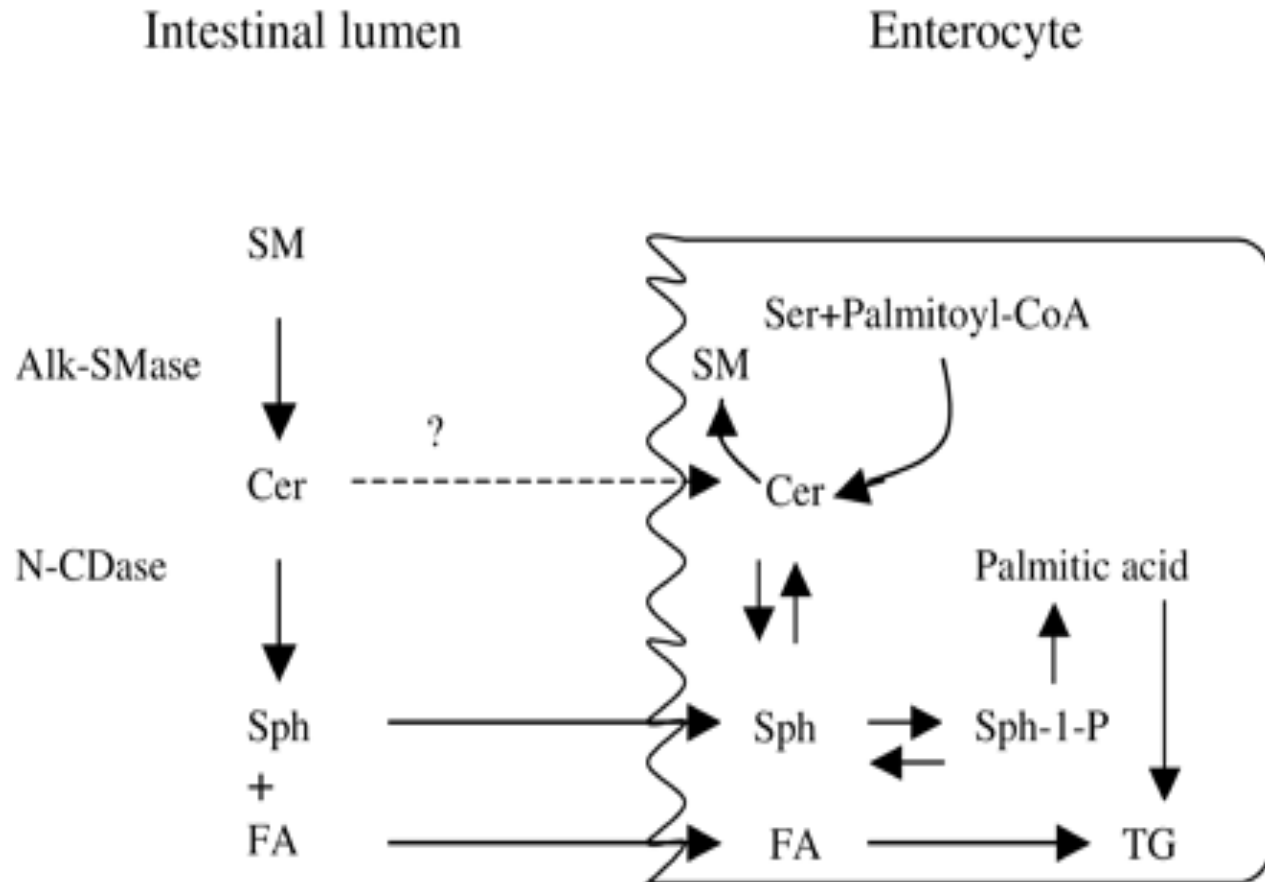 Intestinal lumen Enterocyte
SM
Ser+Palmitoyl-CoA
Alk-SMase SM
?
Cer Cer
N-CDase Palmitic acid
Sph Sph Sph-1-P
+
FA FA TG